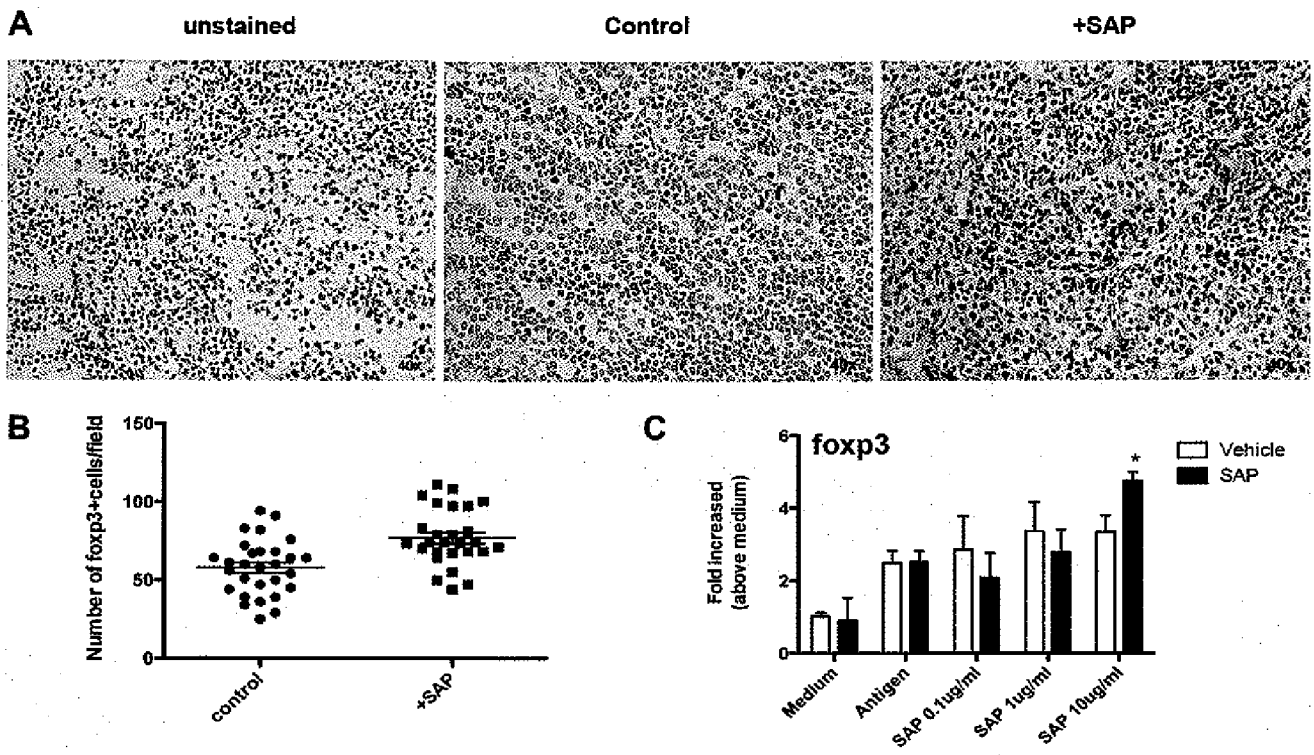 A
unstained
Control
+SAP
40x
B
Number of foxp3+cells/field
150
100
50
0
control
+SAP
C
foxp3
Fold increased
(above medium)
6
4
2
0
Medium
Antigen
SAP 0.1ug/ml
SAP 1ug/ml
SAP 10ug/ml
*
Vehicle
SAP